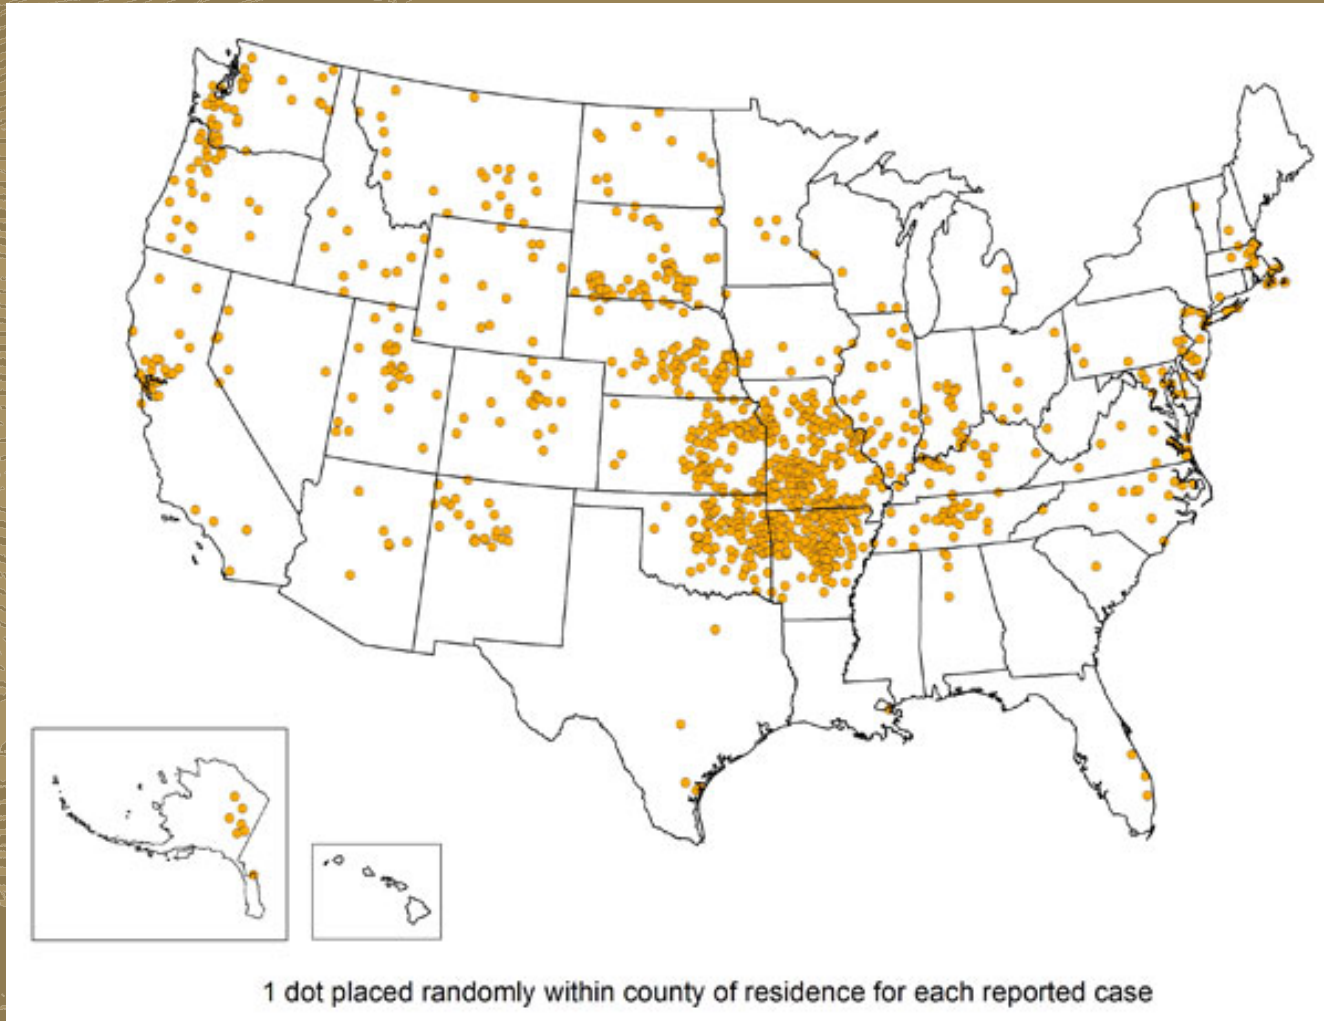 1 dot placed randomly within county of residence for each reported case